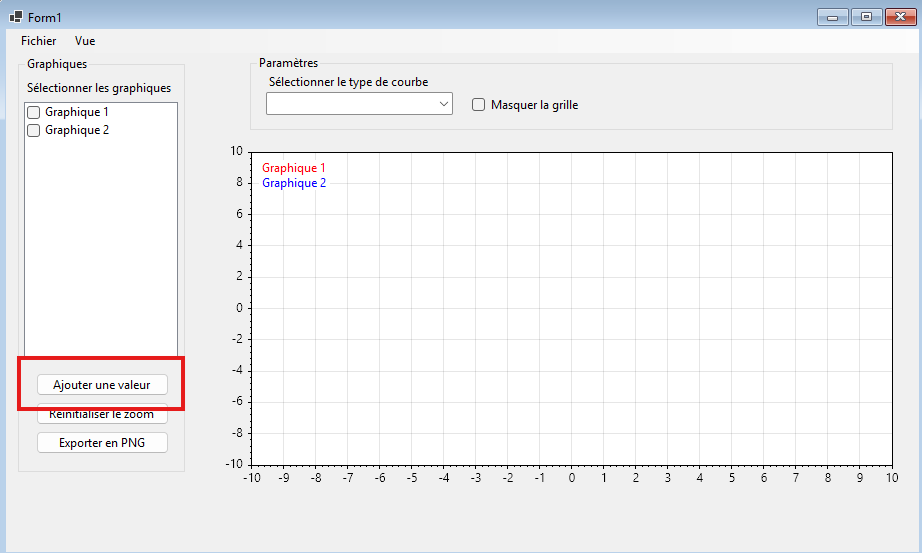 Form1
Fichier Vue
Graphiques
Sélectionner les graphiques
Graphique 1
Graphique 2
Ajouter une valeur
Réinitialiser le zoom
Exporter en PNG
Paramètres
Sélectionner le type de courbe
Masquer la grille
10
Graphique 1
Graphique 2
8
6
4
2
0
-2
-4
-6
-8
-10
-10 -9 -8 -7 -6 -5 -4 -3 -2 -1 0 1 2 3 4 5 6 7 8 9 10